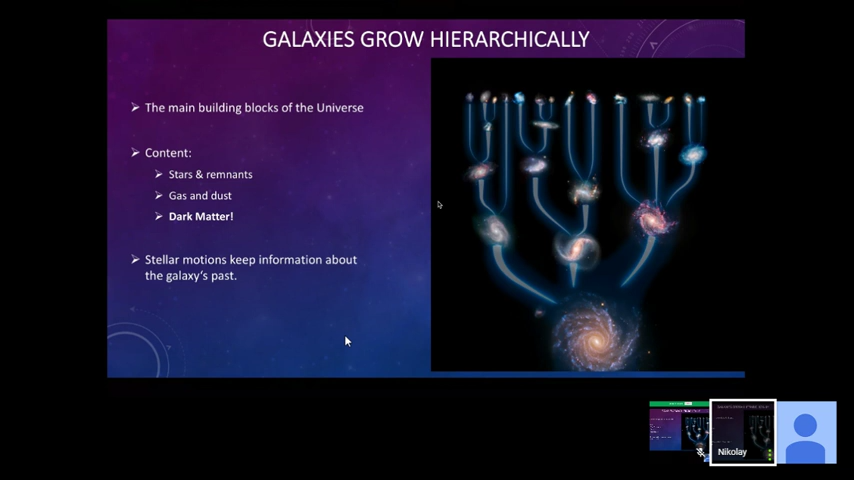 GALAXIES GROW HIERARCHICALLY
The main building blocks of the Universe
Content:
Stars & remnants
Gas and dust
Dark Matter!
Stellar motions keep information about
the galaxy's past.
Nikolay